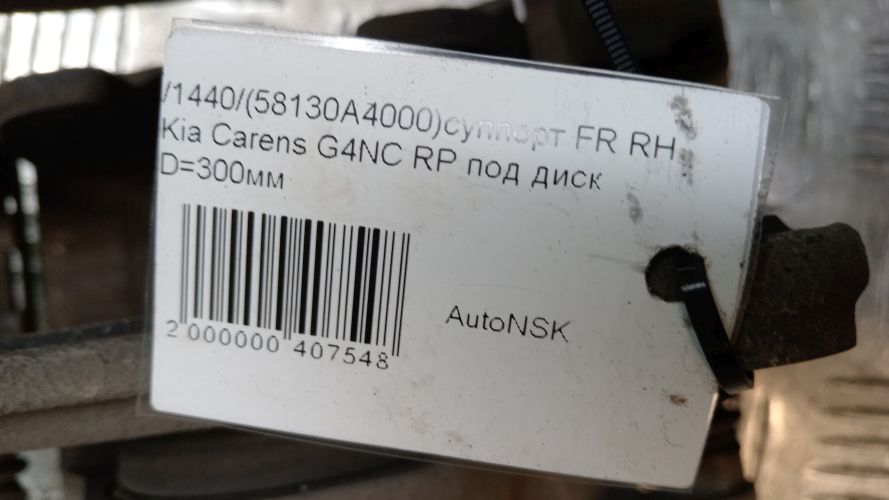 /1440/(58130A4000)суппорт FR RH
Kia Carens G4NC RP под диск
D=300мм
2 000000 407548
AutoNSK